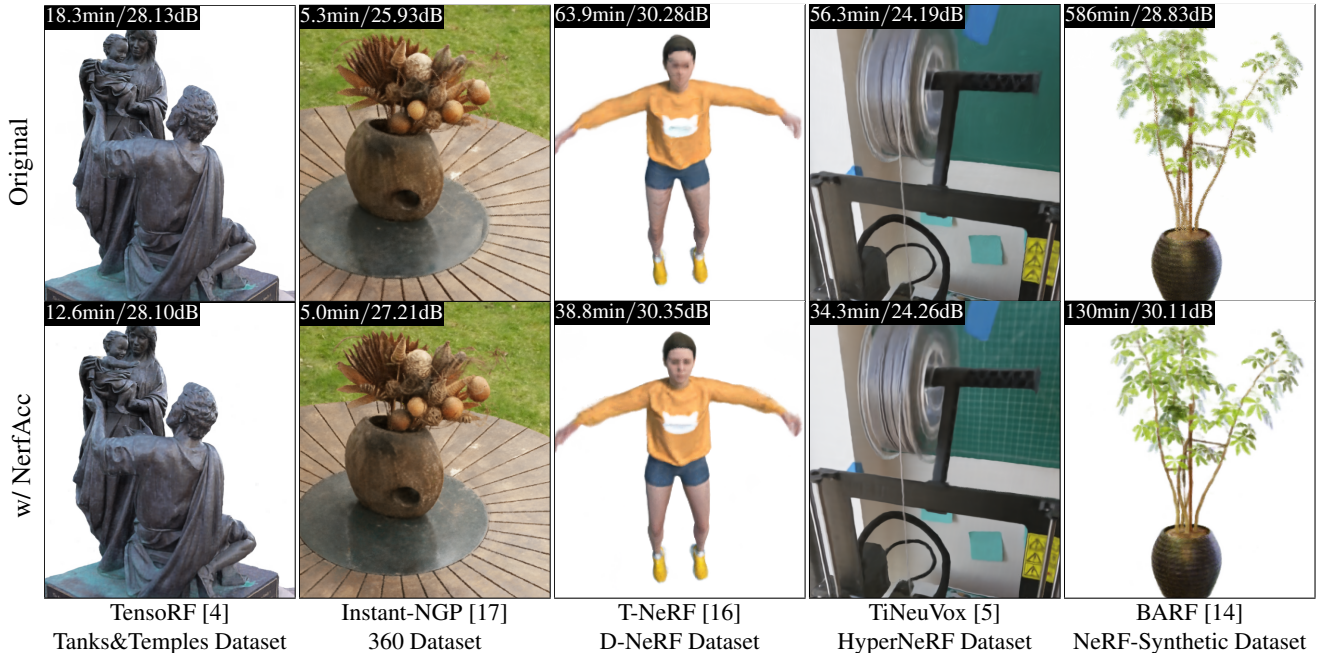 18.3min/28.13dB
5.3min/25.93dB
63.9min/30.28dB
56.3min/24.19dB
586min/28.83dB
Original
12.6min/28.10dB
5.0min/27.21dB
38.8min/30.35dB
34.3min/24.26dB
130min/30.11dB
w/ NerfAcc
TensoRF [4]
Tanks&Temples Dataset
Instant-NGP [17]
360 Dataset
T-NeRF [16]
D-NeRF Dataset
TiNeuVox [5]
HyperNeRF Dataset
BARF [14]
NeRF-Synthetic Dataset